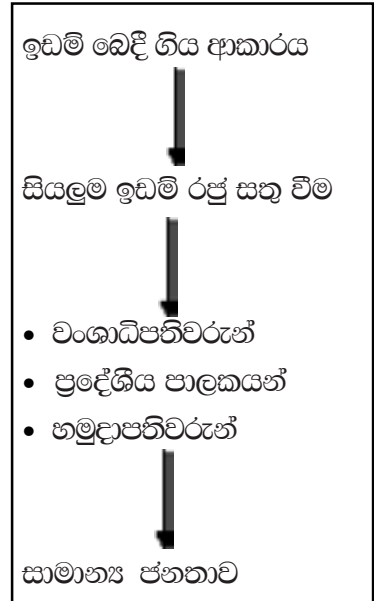 ඉඩම් බෙදී ගිය ආකාරය
සියලුම ඉඩම් රජු සතු වීම
• වංශාධිපතිවරුන්
• ප්‍රදේශීය පාලකයන්
• හමුදාපතිවරුන්
සාමාන්‍ය ජනතාව